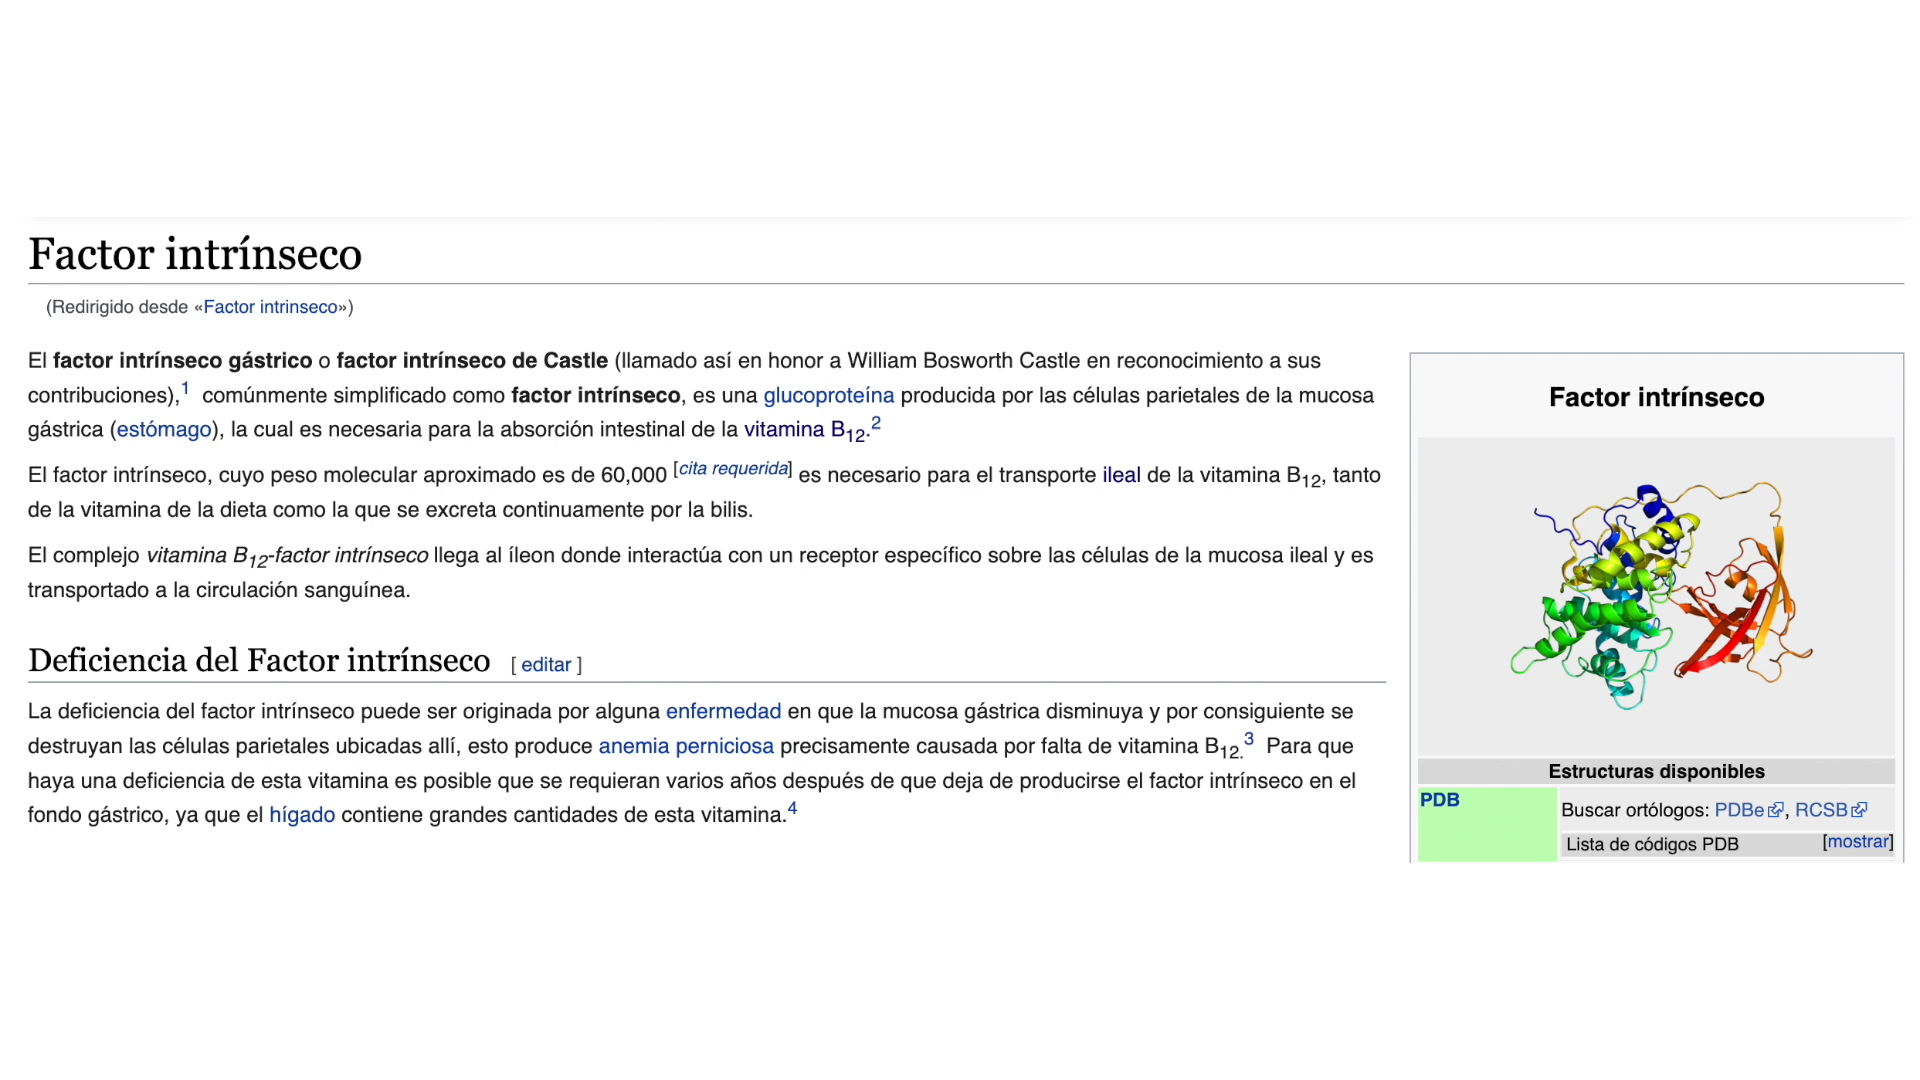 Factor intrínseco
(Redirigido desde «Factor intrinseco»)
El factor intrínseco gástrico o factor intrínseco de Castle (llamado así en honor a William Bosworth Castle en reconocimiento a sus
contribuciones),1 comúnmente simplificado como factor intrínseco, es una glucoproteína producida por las células parietales de la mucosa
gástrica (estómago), la cual es necesaria para la absorción intestinal de la vitamina B12.2
El factor intrínseco, cuyo peso molecular aproximado es de 60,000 [cita requerida] es necesario para el transporte ileal de la vitamina B12, tanto
de la vitamina de la dieta como la que se excreta continuamente por la bilis.
El complejo vitamina B12-factor intrínseco llega al íleon donde interactúa con un receptor específico sobre las células de la mucosa ileal y es
transportado a la circulación sanguínea.
Deficiencia del Factor intrínseco [ editar ]
La deficiencia del factor intrínseco puede ser originada por alguna enfermedad en que la mucosa gástrica disminuya y por consiguiente se
destruyan las células parietales ubicadas allí, esto produce anemia perniciosa precisamente causada por falta de vitamina B12.3 Para que
haya una deficiencia de esta vitamina es posible que se requieran varios años después de que deja de producirse el factor intrínseco en el
fondo gástrico, ya que el hígado contiene grandes cantidades de esta vitamina.4
Factor intrínseco
Estructuras disponibles
PDB
Buscar ortólogos: PDBe, RCSB
Lista de códigos PDB [mostrar]